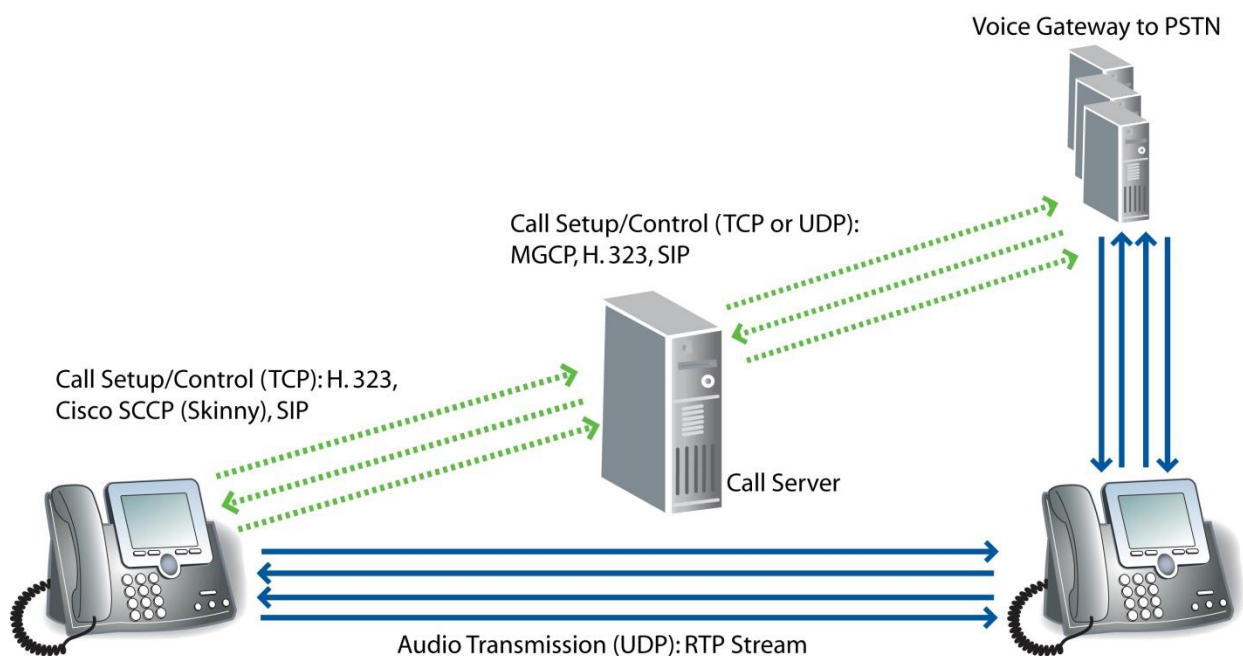 Voice Gateway to PSTN
Call Setup/Control (TCP or UDP):
MGCP, H. 323, SIP
Call Setup/Control (TCP): H. 323,
Cisco SCCP (Skinny), SIP
Call Server
Audio Transmission (UDP): RTP Stream